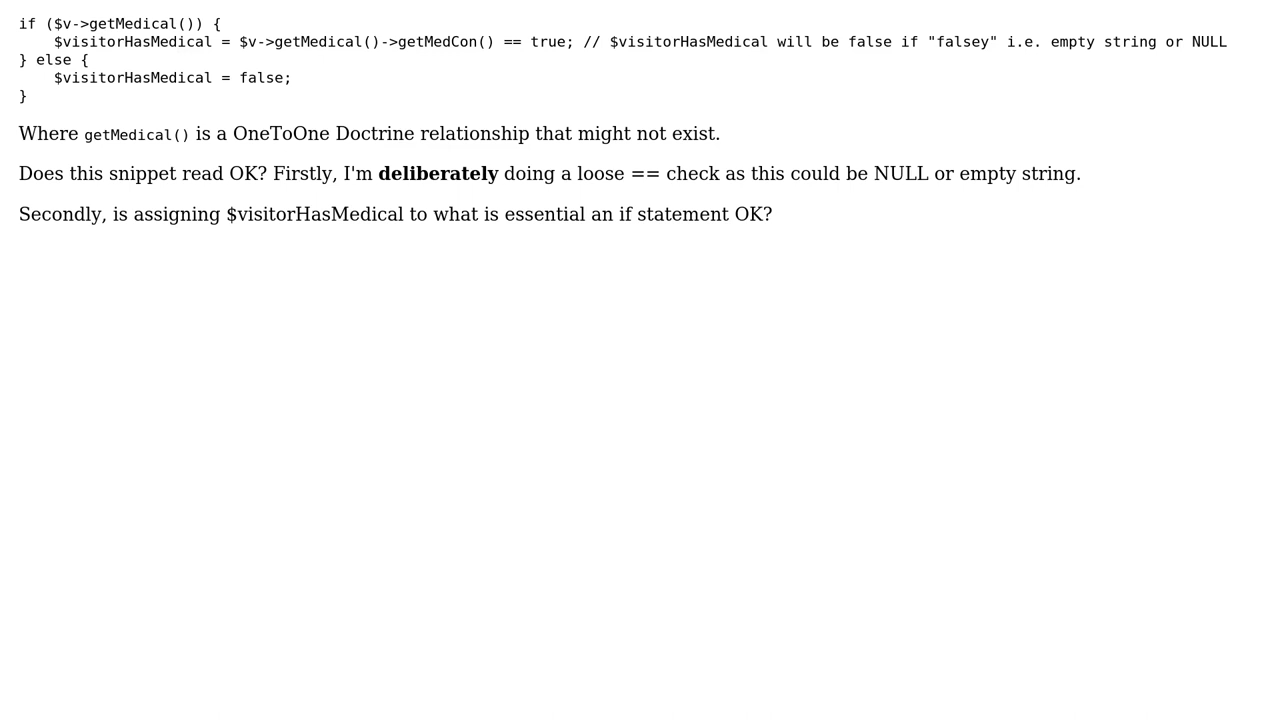 if ($v->getMedical()) {
    $visitorHasMedical = $v->getMedical()->getMedCon() == true; // $visitorHasMedical will be false if "falsey" i.e. empty string or NULL
} else {
    $visitorHasMedical = false;
}
Where getMedical() is a OneToOne Doctrine relationship that might not exist.
Does this snippet read OK? Firstly, I'm deliberately doing a loose == check as this could be NULL or empty string.
Secondly, is assigning $visitorHasMedical to what is essential an if statement OK?